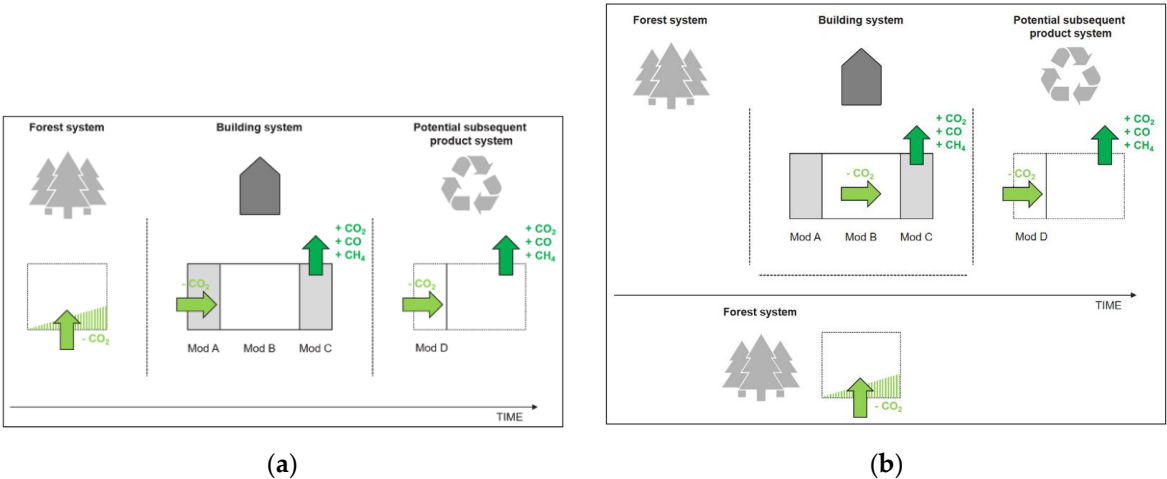 Forest system
Building system
Potential subsequent
product system
+ CO₂
+ CO
+ CH₄
+ CO₂
+ CO
+ CH₄
- CO₂
- CO₂
- CO₂
Mod A
Mod B
Mod C
Mod D
TIME
(a)
Forest system
Building system
Potential subsequent
product system
+ CO₂
+ CO
+ CH₄
+ CO₂
+ CO
+ CH₄
- CO₂
- CO₂
Mod A
Mod B
Mod C
Mod D
TIME
Forest system
- CO₂
(b)